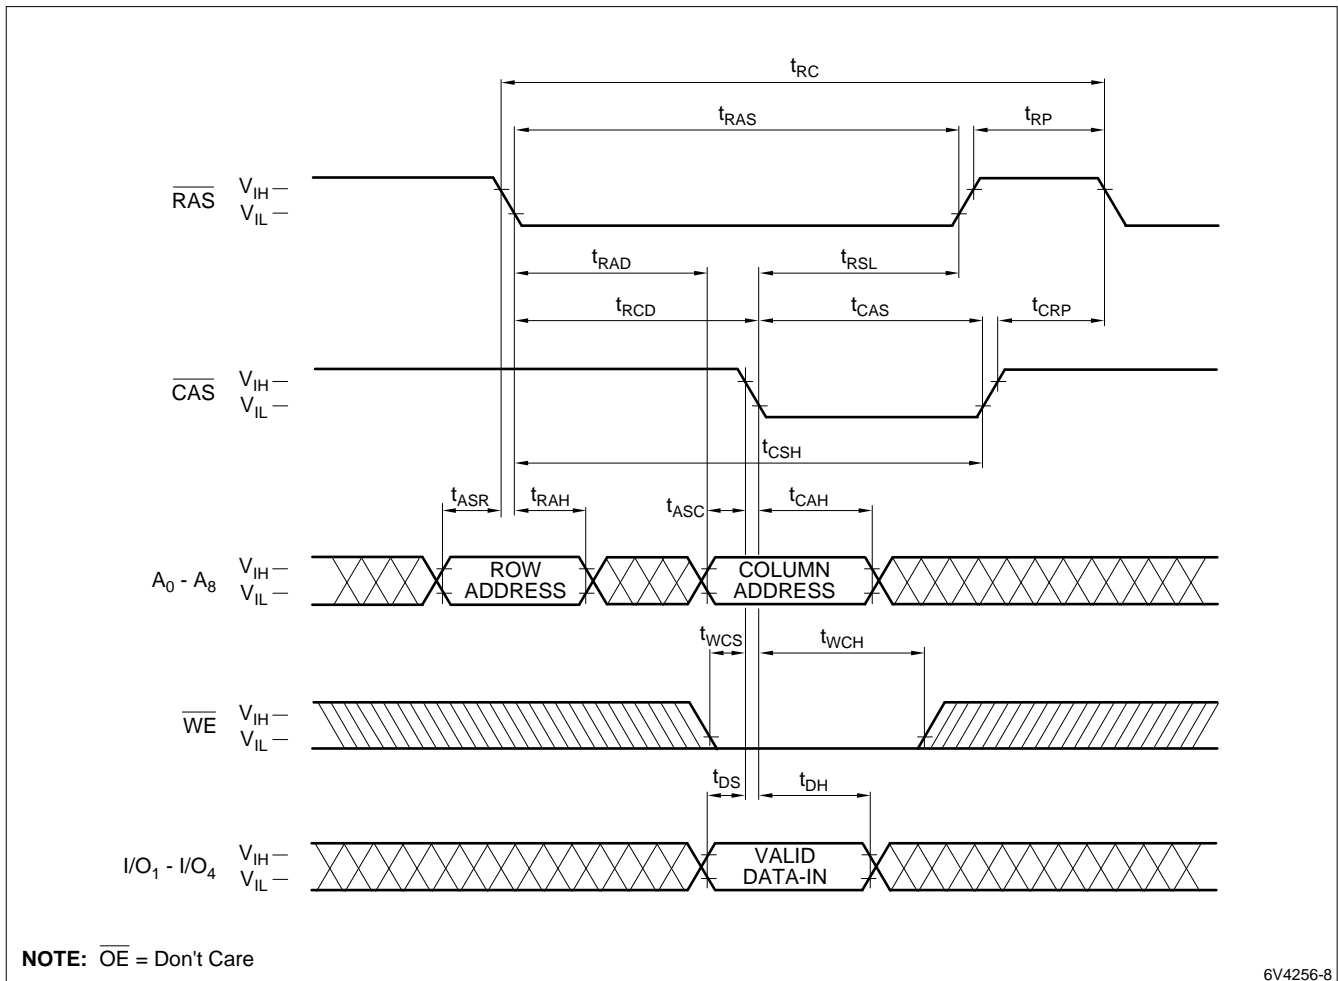 tRC
tRAS
tRP
RAS
VIH
VIL
tRAD
tRSL
tRCD
tCAS
tCRP
CAS
VIH
VIL
tCSH
tASR
tRAH
tASC
tCAH
A0 - A8
VIH
VIL
ROW
ADDRESS
COLUMN
ADDRESS
tWCS
tWCH
WE
VIH
VIL
tDS
tDH
I/O1 - I/O4
VIH
VIL
VALID
DATA-IN
NOTE: OE = Don't Care
6V4256-8